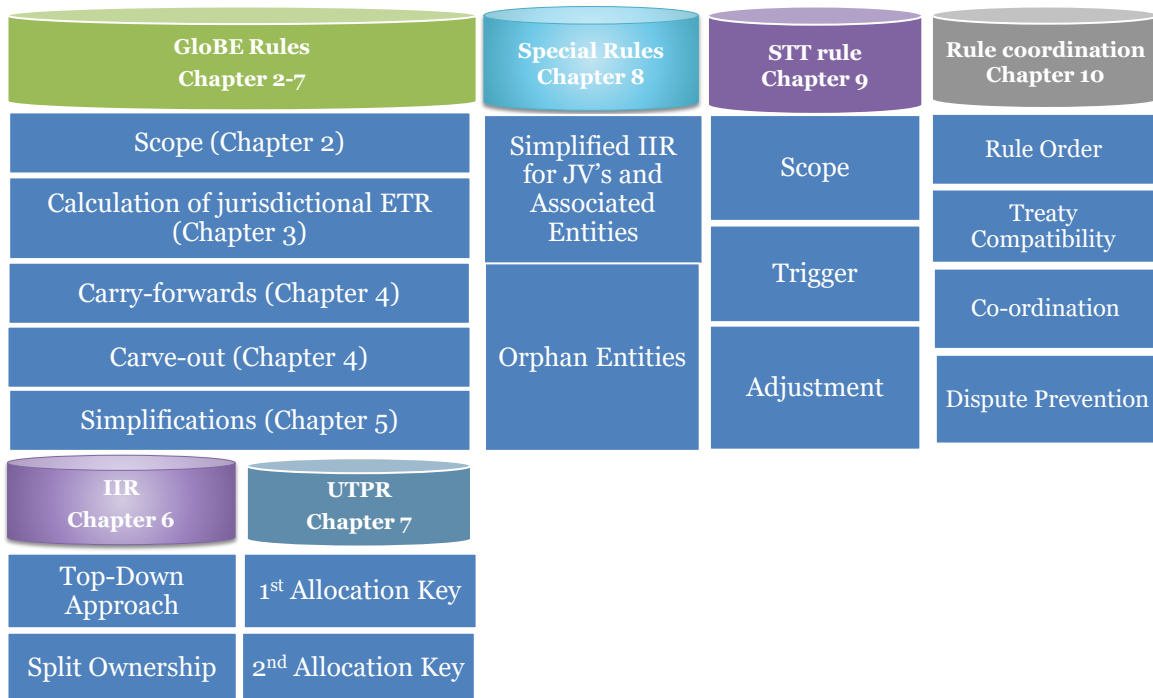 GloBE Rules
Chapter 2-7
Scope (Chapter 2)
Calculation of jurisdictional ETR
(Chapter 3)
Carry-forwards (Chapter 4)
Carve-out (Chapter 4)
Simplifications (Chapter 5)
IIR
Chapter 6
Top-Down
Approach
Split Ownership
UTPR
Chapter 7
1st Allocation Key
2nd Allocation Key
Special Rules
Chapter 8
Simplified IIR
for JV's and
Associated
Entities
Orphan Entities
STT rule
Chapter 9
Scope
Trigger
Adjustment
Rule coordination
Chapter 10
Rule Order
Treaty
Compatibility
Co-ordination
Dispute Prevention